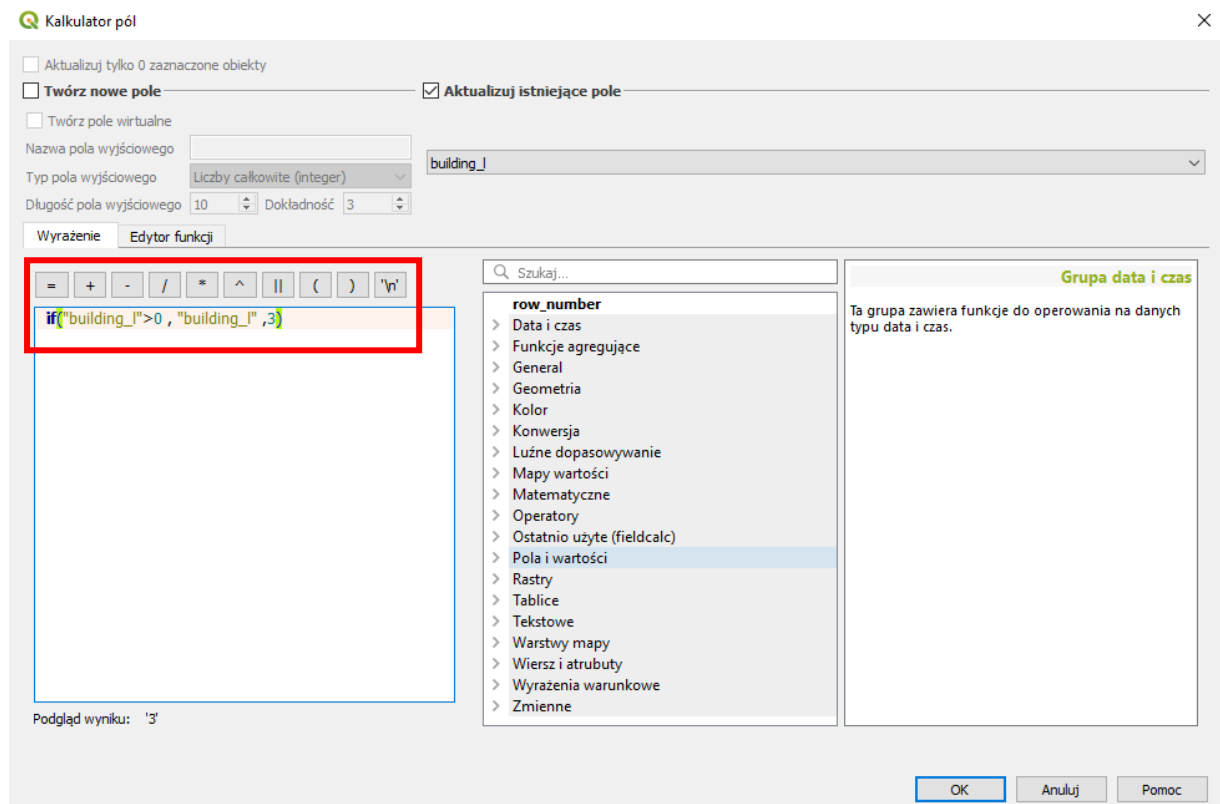 Kalkulator pól
Aktualizuj tylko 0 zaznaczone obiekty
Twórz nowe pole
Aktualizuj istniejące pole
Twórz pole wirtualne
Nazwa pola wyjściowego
building_l
Typ pola wyjściowego Liczby całkowite (integer)
Długość pola wyjściowego 10 Dokładność 3
Wyrażenie Edytor funkcji
= + - / * ^ || ( ) '\n'
if("building_l">0 , "building_l" ,3)
Podgląd wyniku: '3'
Szukaj...
row_number
Data i czas
Funkcje agregujące
General
Geometria
Kolor
Konwersja
Luźne dopasowywanie
Mapy wartości
Matematyczne
Operatory
Ostatnio użyte (fieldcalc)
Pola i wartości
Rastry
Tablice
Tekstowe
Warstwy mapy
Wiersz i atrubuty
Wyrażenia warunkowe
Zmienne
Grupa data i czas
Ta grupa zawiera funkcje do operowania na danych
typu data i czas.
OK Anuluj Pomoc